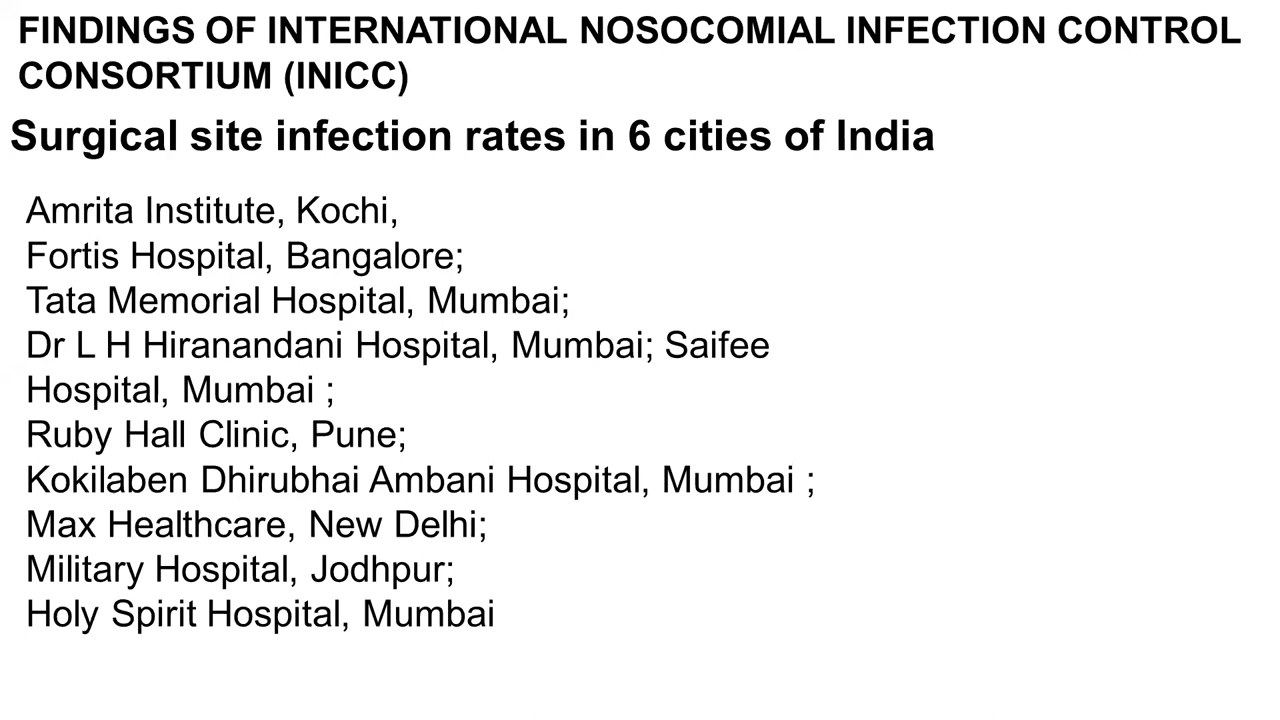 FINDINGS OF INTERNATIONAL NOSOCOMIAL INFECTION CONTROL
CONSORTIUM (INICC)
Surgical site infection rates in 6 cities of India
Amrita Institute, Kochi,
Fortis Hospital, Bangalore;
Tata Memorial Hospital, Mumbai;
Dr L H Hiranandani Hospital, Mumbai; Saifee
Hospital, Mumbai ;
Ruby Hall Clinic, Pune;
Kokilaben Dhirubhai Ambani Hospital, Mumbai ;
Max Healthcare, New Delhi;
Military Hospital, Jodhpur;
Holy Spirit Hospital, Mumbai